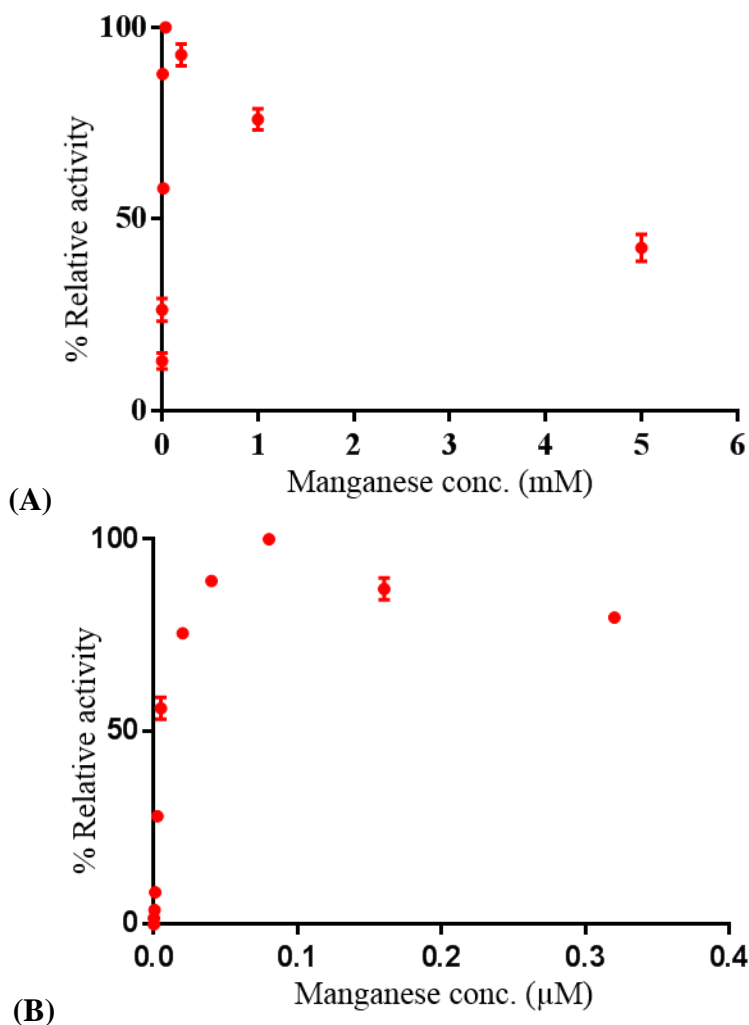 100
50
0
% Relative activity
0 1 2 3 4 5 6
Manganese conc. (mM)
(A)
100
50
0
% Relative activity
0.0 0.1 0.2 0.3 0.4
Manganese conc. (µM)
(B)